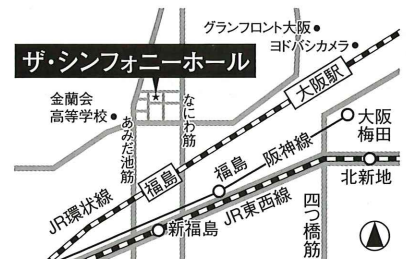 グランフロント大阪
ヨドバシカメラ
ザ・シンフォニーホール
金蘭会
高等学校
なにわ筋
あみだ池筋
大阪駅
大阪
梅田
福島
福島
阪神線
北新地
JR環状線
JR東西線
新福島
四つ橋筋